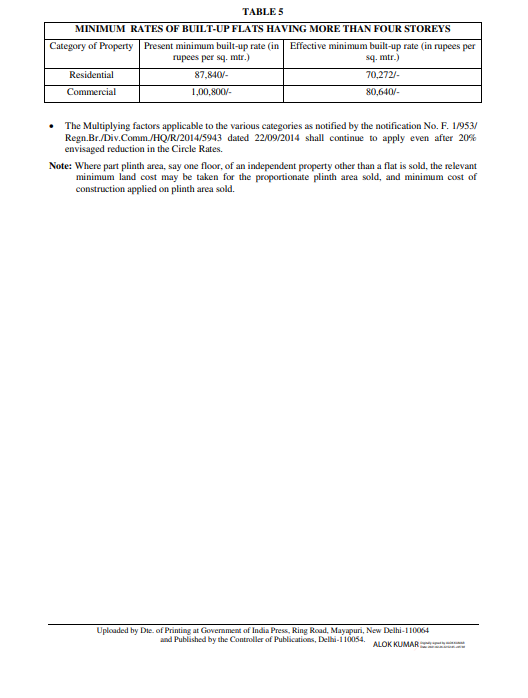 TABLE 5
MINIMUM RATES OF BUILT-UP FLATS HAVING MORE THAN FOUR STOREYS
Category of Property Present minimum built-up rate (in rupees per sq. mtr.) Effective minimum built-up rate (in rupees per sq. mtr.)
Residential 87,840/- 70,272/-
Commercial 1,00,800/- 80,640/-
• The Multiplying factors applicable to the various categories as notified by the notification No. F. 1/953/
Regn.Br./Div.Comm./HQ/R/2014/5943 dated 22/09/2014 shall continue to apply even after 20%
envisaged reduction in the Circle Rates.
Note: Where part plinth area, say one floor, of an independent property other than a flat is sold, the relevant
minimum land cost may be taken for the proportionate plinth area sold, and minimum cost of
construction applied on plinth area sold.
Uploaded by Dte. of Printing at Government of India Press, Ring Road, Mayapuri, New Delhi-110064
and Published by the Controller of Publications, Delhi-110054.
ALOK KUMAR Digitally signed by ALOK KUMAR